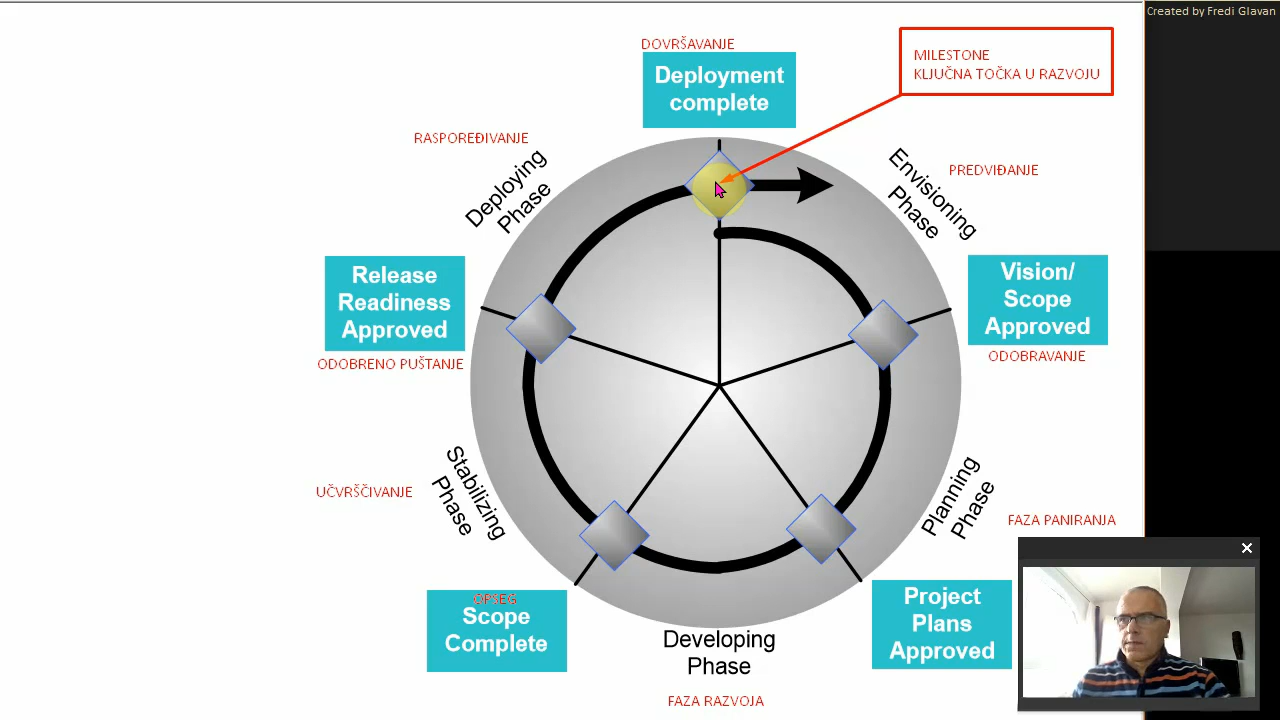 Created by Fredi Glavan
DOVRŠAVANJE
Deployment
complete
MILESTONE
KLJUČNA TOČKA U RAZVOJU
RASPOREĐIVANJE
Deploying
Phase
Envisioning
Phase
PREDVIĐANJE
Release
Readiness
Approved
ODOBRENO PUŠTANJE
Vision/
Scope
Approved
ODOBRAVANJE
Stabilizing
Phase
UČVRŠČIVANJE
Planning
Phase
FAZA PANIRANJA
OPSEG
Scope
Complete
Project
Plans
Approved
Developing
Phase
FAZA RAZVOJA